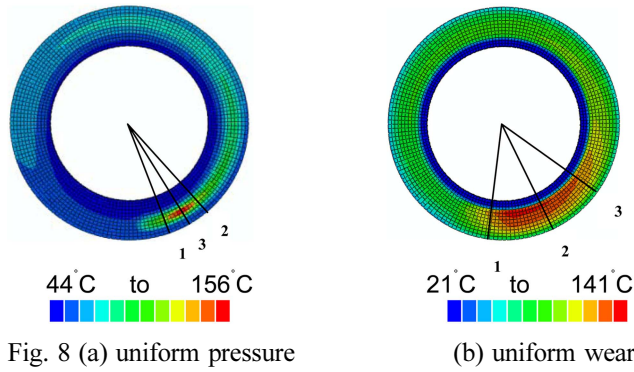 1
3
2
44°C to 156°C
Fig. 8 (a) uniform pressure
3
2
1
21°C to 141°C
(b) uniform wear